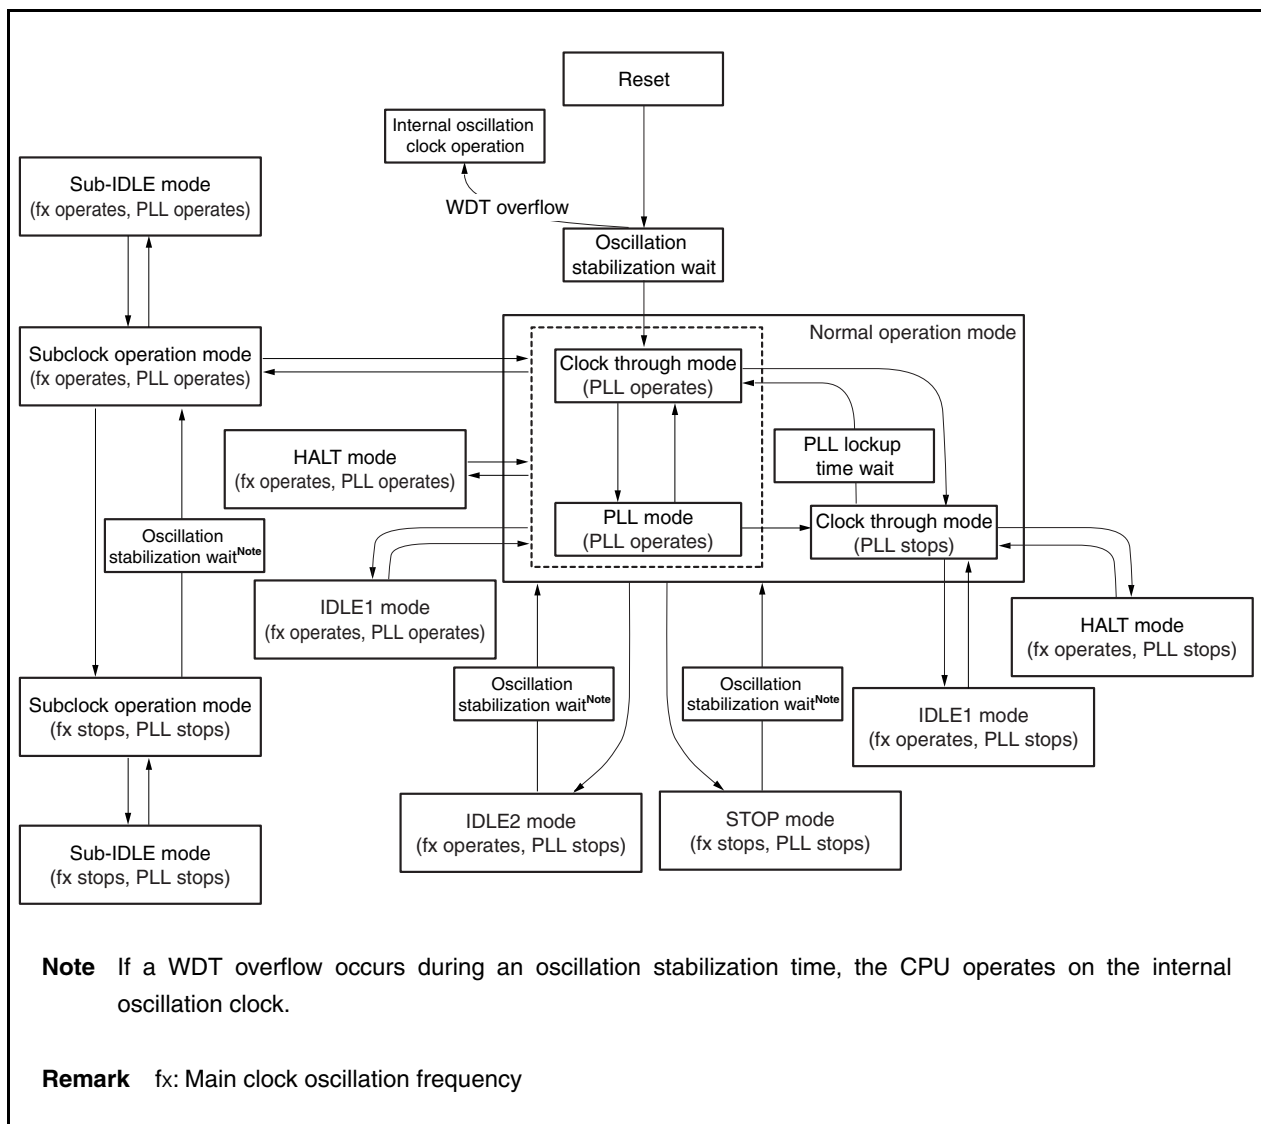 Reset
Internal oscillation
clock operation
WDT overflow
Sub-IDLE mode
(fx operates, PLL operates)
Oscillation
stabilization wait
Normal operation mode
Subclock operation mode
(fx operates, PLL operates)
Clock through mode
(PLL operates)
HALT mode
(fx operates, PLL operates)
PLL lockup
time wait
PLL mode
(PLL operates)
Clock through mode
(PLL stops)
Oscillation
stabilization waitNote
IDLE1 mode
(fx operates, PLL operates)
HALT mode
(fx operates, PLL stops)
Oscillation
stabilization waitNote
Oscillation
stabilization waitNote
Subclock operation mode
(fx stops, PLL stops)
IDLE1 mode
(fx operates, PLL stops)
IDLE2 mode
(fx operates, PLL stops)
STOP mode
(fx stops, PLL stops)
Sub-IDLE mode
(fx stops, PLL stops)
Note If a WDT overflow occurs during an oscillation stabilization time, the CPU operates on the internal
oscillation clock.
Remark fx: Main clock oscillation frequency